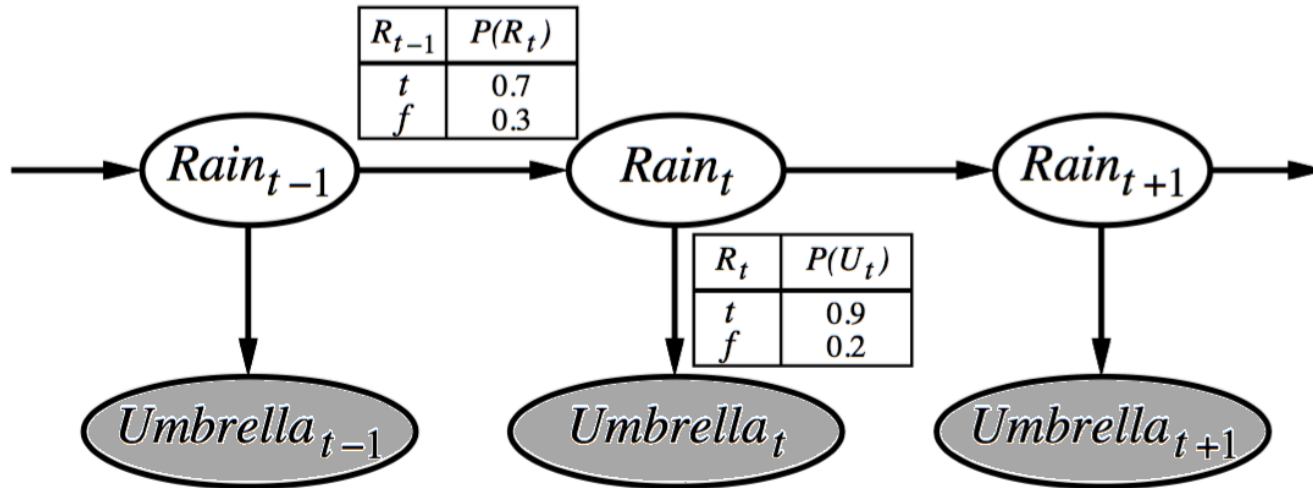 R_{t-1} P(R_t)
t 0.7
f 0.3
Rain_{t-1} Rain_t Rain_{t+1}
R_t P(U_t)
t 0.9
f 0.2
Umbrella_{t-1} Umbrella_t Umbrella_{t+1}